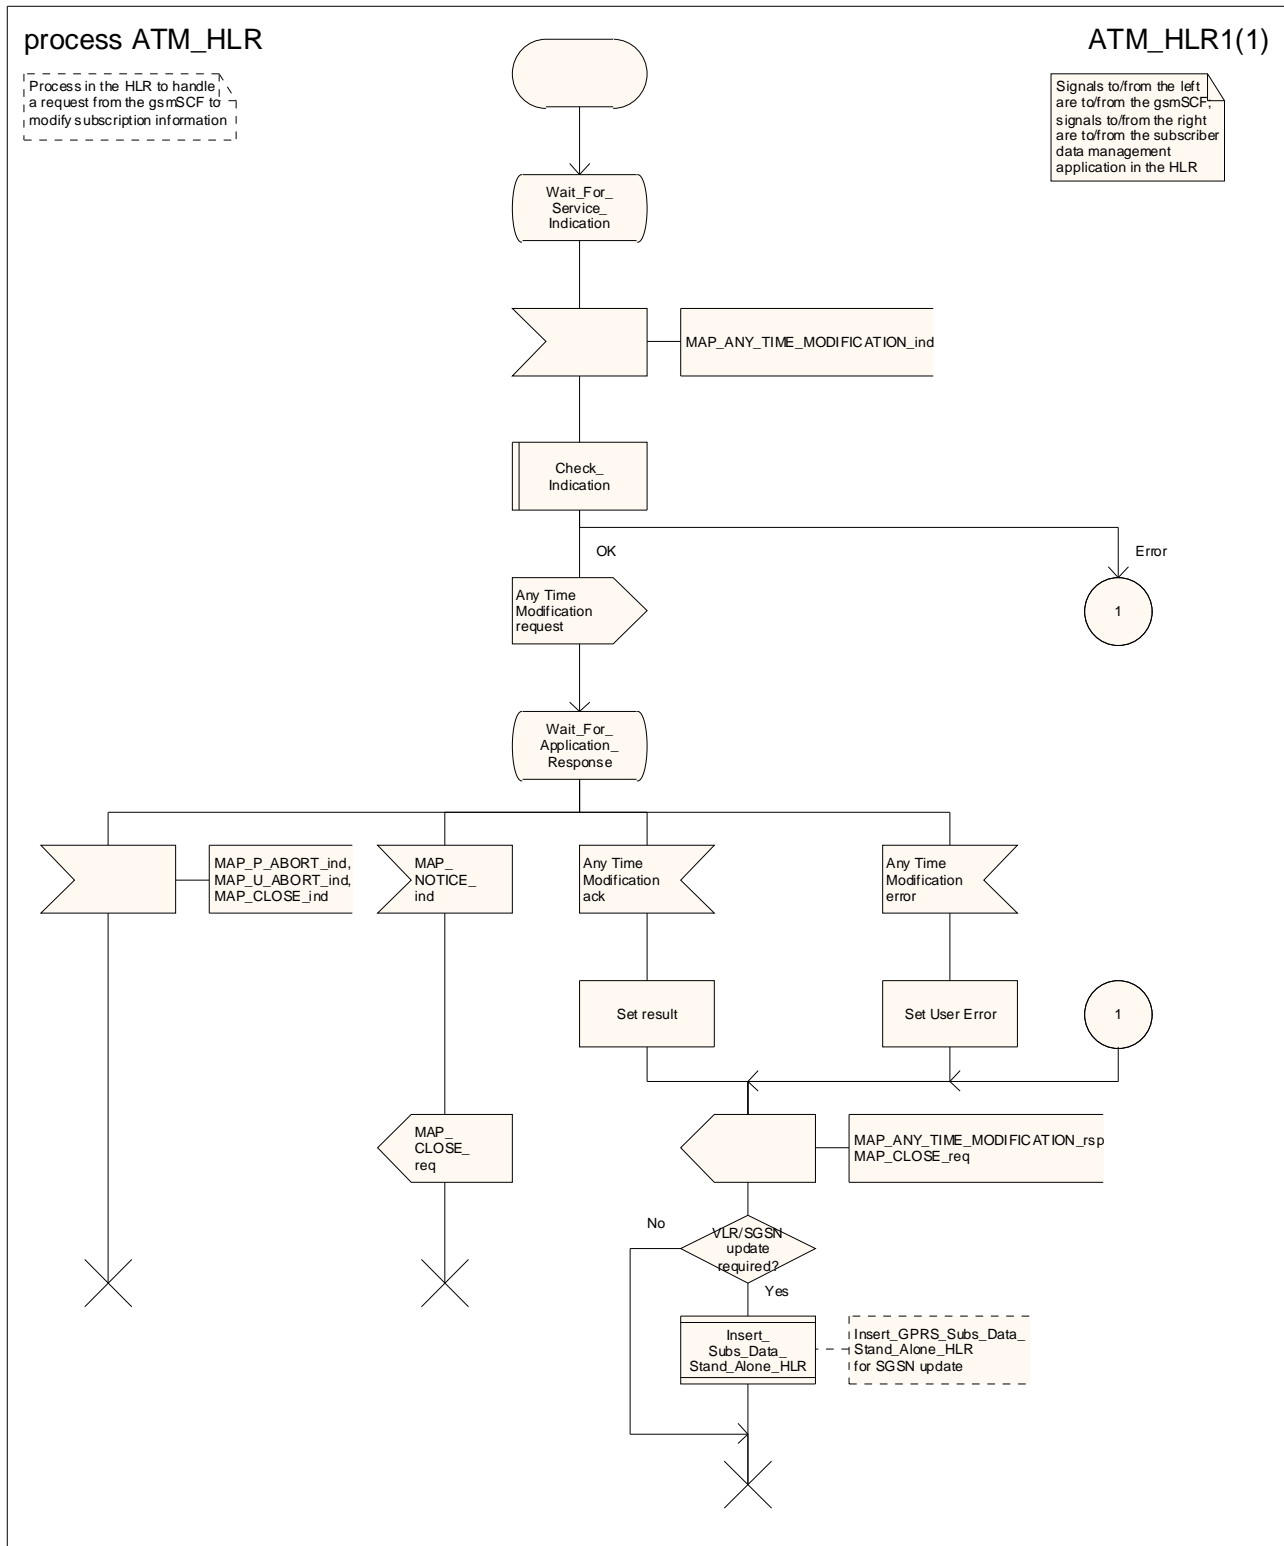 process ATM_HLR
ATM_HLR1(1)
Process in the HLR to handle
a request from the gsmSCF to
modify subscription information
Signals to/from the left
are to/from the gsmSCF;
signals to/from the right
are to/from the subscriber
data management
application in the HLR
Wait_For_
Service_
Indication
MAP_ANY_TIME_MODIFICATION_ind
Check_
Indication
OK
Error
Any Time
Modification
request
1
Wait_For_
Application_
Response
MAP_P_ABORT_ind,
MAP_U_ABORT_ind,
MAP_CLOSE_ind
MAP_
NOTICE_
ind
Any Time
Modification
ack
Any Time
Modification
error
Set result
Set User Error
1
MAP_
CLOSE_
req
MAP_ANY_TIME_MODIFICATION_rsp
MAP_CLOSE_req
No
VLR/SGSN
update
required?
Yes
Insert_
Subs_Data_
Stand_Alone_HLR
Insert_GPRS_Subs_Data_
Stand_Alone_HLR
for SGSN update